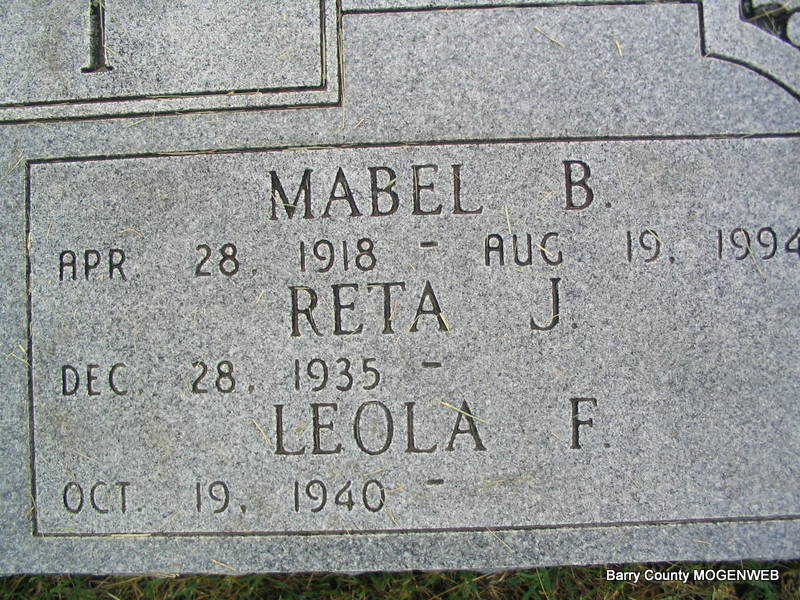 MABEL B.
APR. 28, 1918 - AUG. 19, 1994
RETA J.
DEC. 28, 1935 -
LEOLA F.
OCT. 19, 1940 -
Barry County MOGENWEB